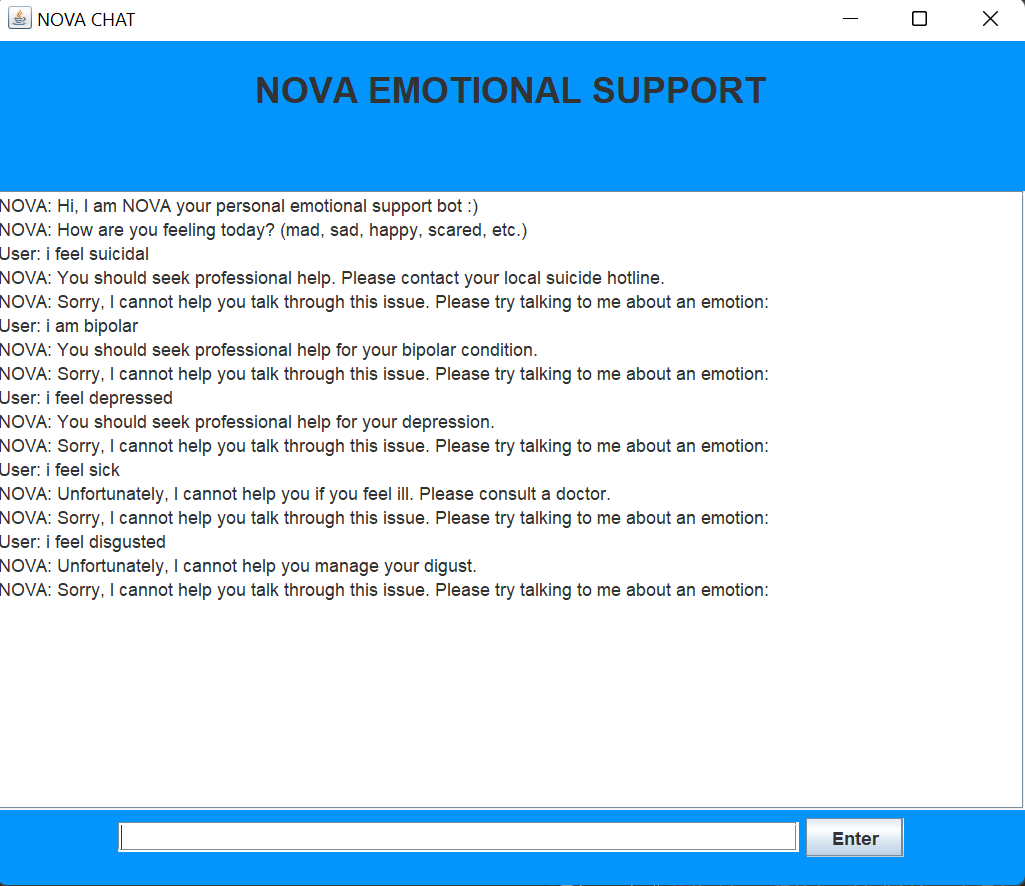 NOVA CHAT
NOVA EMOTIONAL SUPPORT
NOVA: Hi, I am NOVA your personal emotional support bot :)
NOVA: How are you feeling today? (mad, sad, happy, scared, etc.)
User: i feel suicidal
NOVA: You should seek professional help. Please contact your local suicide hotline.
NOVA: Sorry, I cannot help you talk through this issue. Please try talking to me about an emotion:
User: i am bipolar
NOVA: You should seek professional help for your bipolar condition.
NOVA: Sorry, I cannot help you talk through this issue. Please try talking to me about an emotion:
User: i feel depressed
NOVA: You should seek professional help for your depression.
NOVA: Sorry, I cannot help you talk through this issue. Please try talking to me about an emotion:
User: i feel sick
NOVA: Unfortunately, I cannot help you if you feel ill. Please consult a doctor.
NOVA: Sorry, I cannot help you talk through this issue. Please try talking to me about an emotion:
User: i feel disgusted
NOVA: Unfortunately, I cannot help you manage your digust.
NOVA: Sorry, I cannot help you talk through this issue. Please try talking to me about an emotion:
Enter